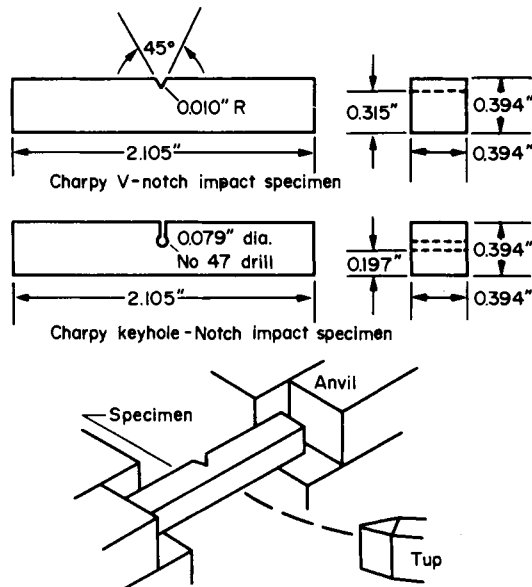 45°
0.010" R
0.315"
0.394"
2.105"
0.394"
Charpy V-notch impact specimen
0.079" dia.
No 47 drill
0.197"
0.394"
2.105"
0.394"
Charpy keyhole-Notch impact specimen
Anvil
Specimen
Tup